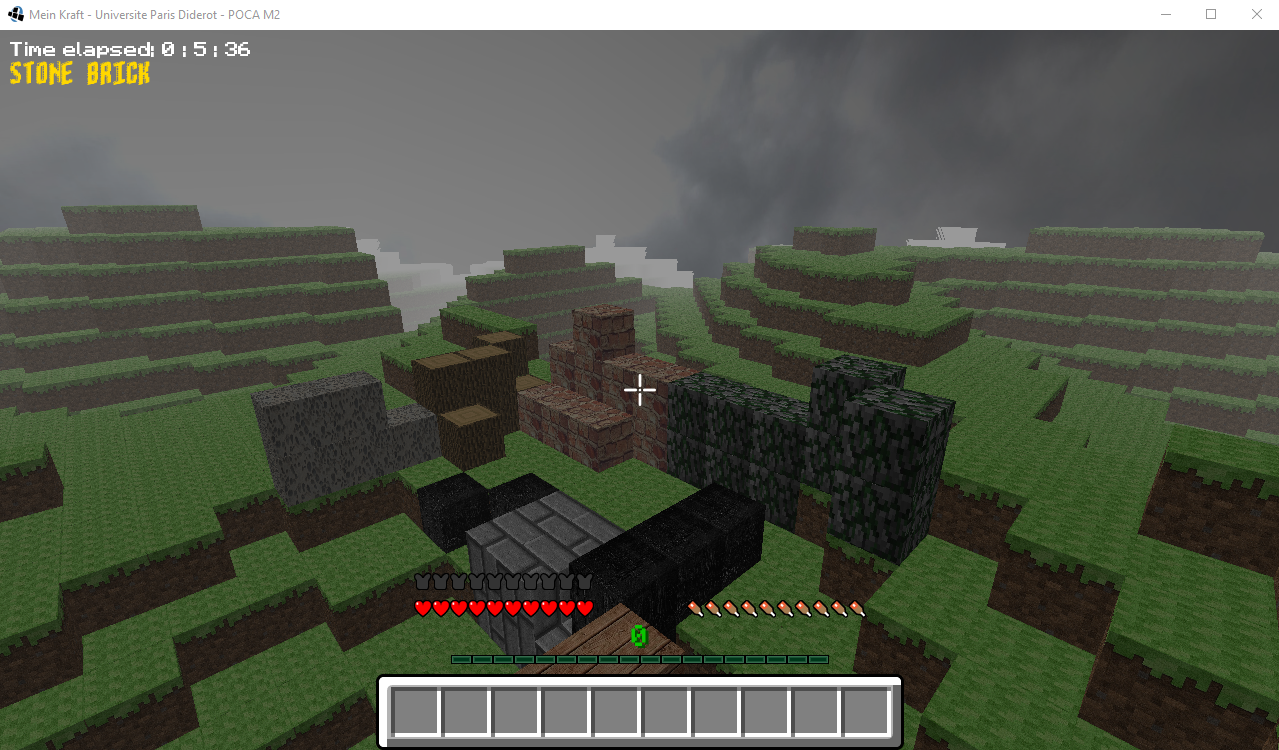 Mein Kraft - Universite Paris Diderot - POCA M2
Time elapsed: 0 : 5 : 36
STONE BRICK
0